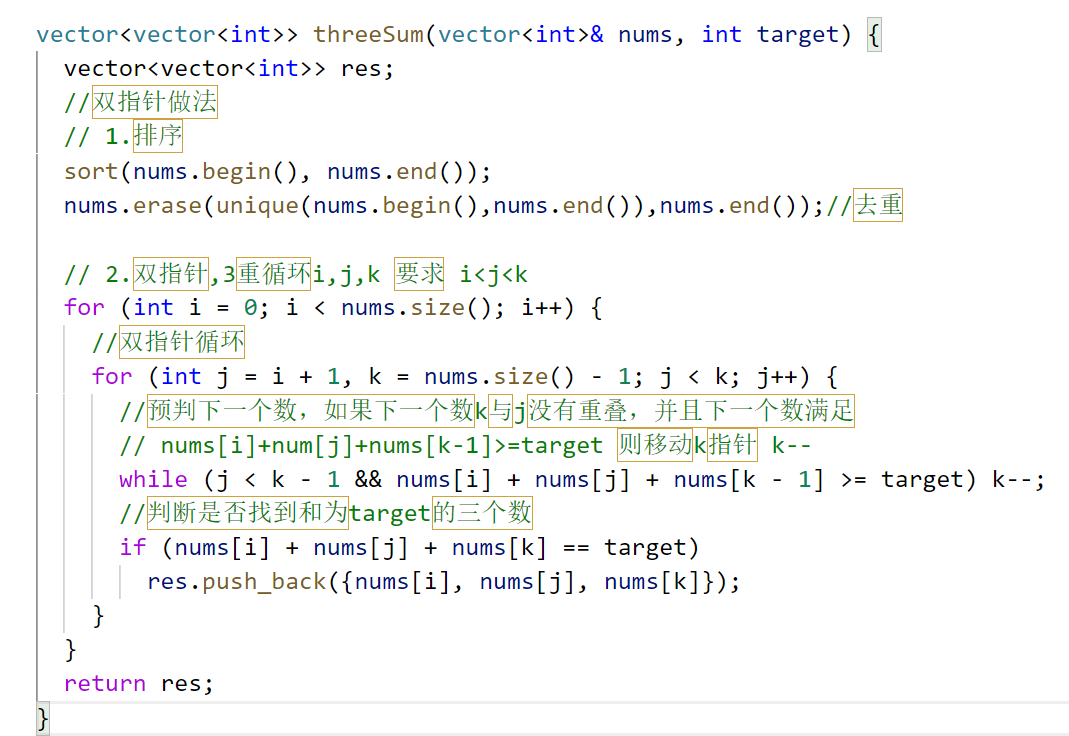 vector<vector<int>> threeSum(vector<int>& nums, int target) {
vector<vector<int>> res;
//双指针做法
// 1.排序
sort(nums.begin(), nums.end());
nums.erase(unique(nums.begin(),nums.end()),nums.end());//去重
// 2.双指针,3重循环i,j,k 要求 i<j<k
for (int i = 0; i < nums.size(); i++) {
//双指针循环
for (int j = i + 1, k = nums.size() - 1; j < k; j++) {
//预判下一个数，如果下一个数k与j没有重叠，并且下一个数满足
// nums[i]+num[j]+nums[k-1]>=target 则移动k指针 k--
while (j < k - 1 && nums[i] + nums[j] + nums[k - 1] >= target) k--;
//判断是否找到和为target的三个数
if (nums[i] + nums[j] + nums[k] == target)
res.push_back({nums[i], nums[j], nums[k]});
}
}
return res;
}